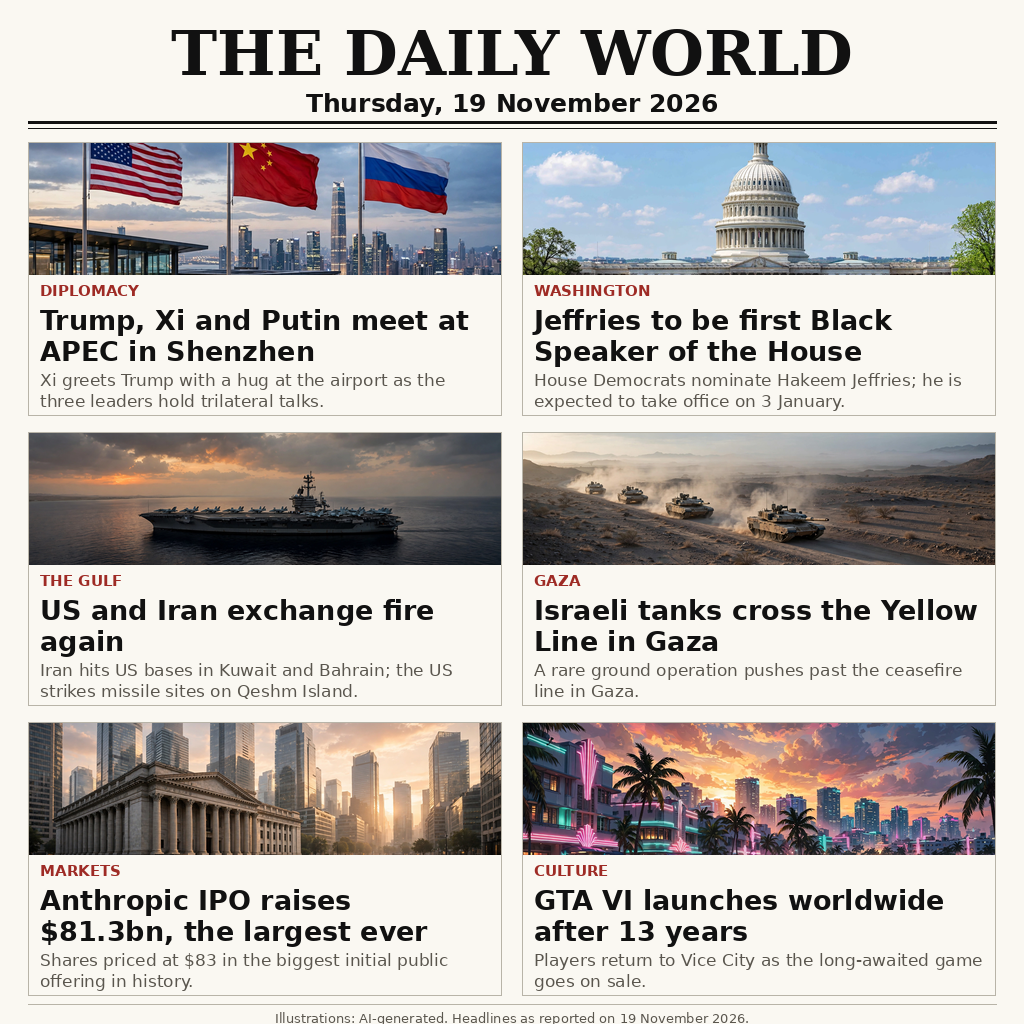 THE DAILY WORLD
Thursday, 19 November 2026
DIPLOMACY
Trump, Xi and Putin meet at
APEC in Shenzhen
Xi greets Trump with a hug at the airport as the
three leaders hold trilateral talks.
WASHINGTON
Jeffries to be first Black
Speaker of the House
House Democrats nominate Hakeem Jeffries; he is
expected to take office on 3 January.
THE GULF
US and Iran exchange fire
again
Iran hits US bases in Kuwait and Bahrain; the US
strikes missile sites on Qeshm Island.
GAZA
Israeli tanks cross the Yellow
Line in Gaza
A rare ground operation pushes past the ceasefire
line in Gaza.
MARKETS
Anthropic IPO raises
$81.3bn, the largest ever
Shares priced at $83 in the biggest initial public
offering in history.
CULTURE
GTA VI launches worldwide
after 13 years
Players return to Vice City as the long-awaited game
goes on sale.
Illustrations: AI-generated. Headlines as reported on 19 November 2026.